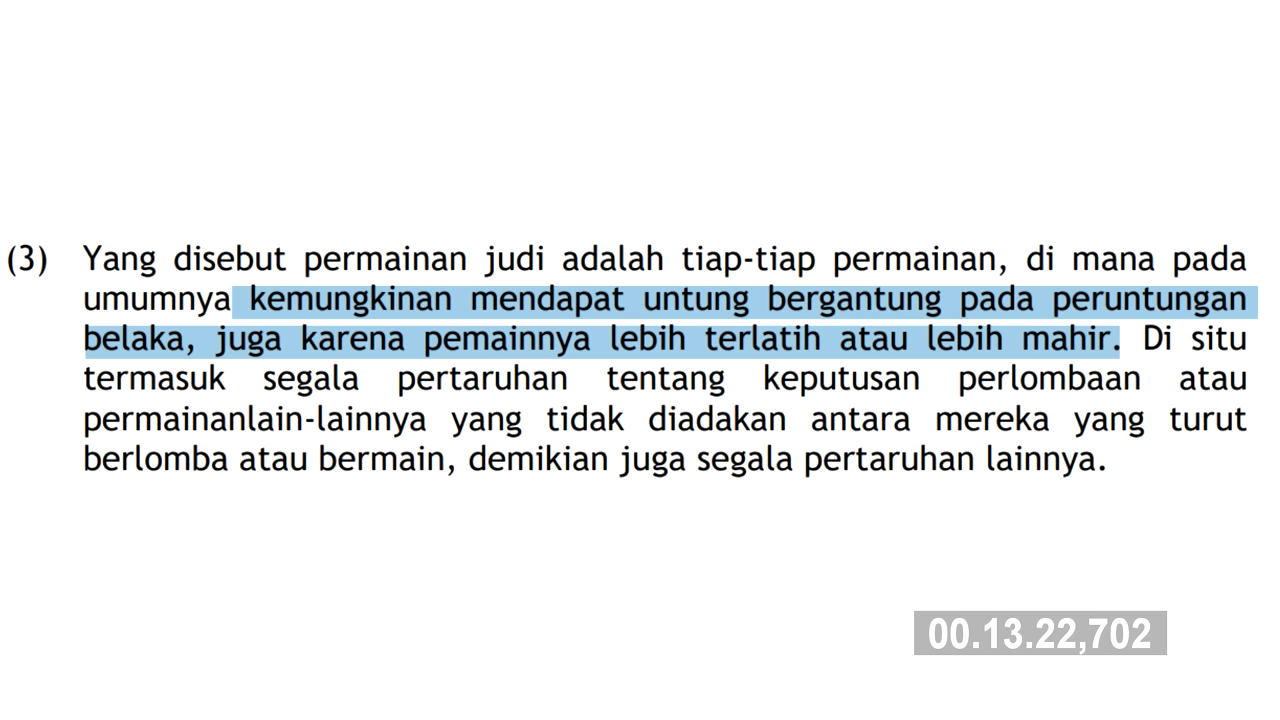 (3) Yang disebut permainan judi adalah tiap-tiap permainan, di mana pada
umumnya kemungkinan mendapat untung bergantung pada peruntungan
belaka, juga karena pemainnya lebih terlatih atau lebih mahir. Di situ
termasuk segala pertaruhan tentang keputusan perlombaan atau
permainanlain-lainnya yang tidak diadakan antara mereka yang turut
berlomba atau bermain, demikian juga segala pertaruhan lainnya.
00.13.22,702